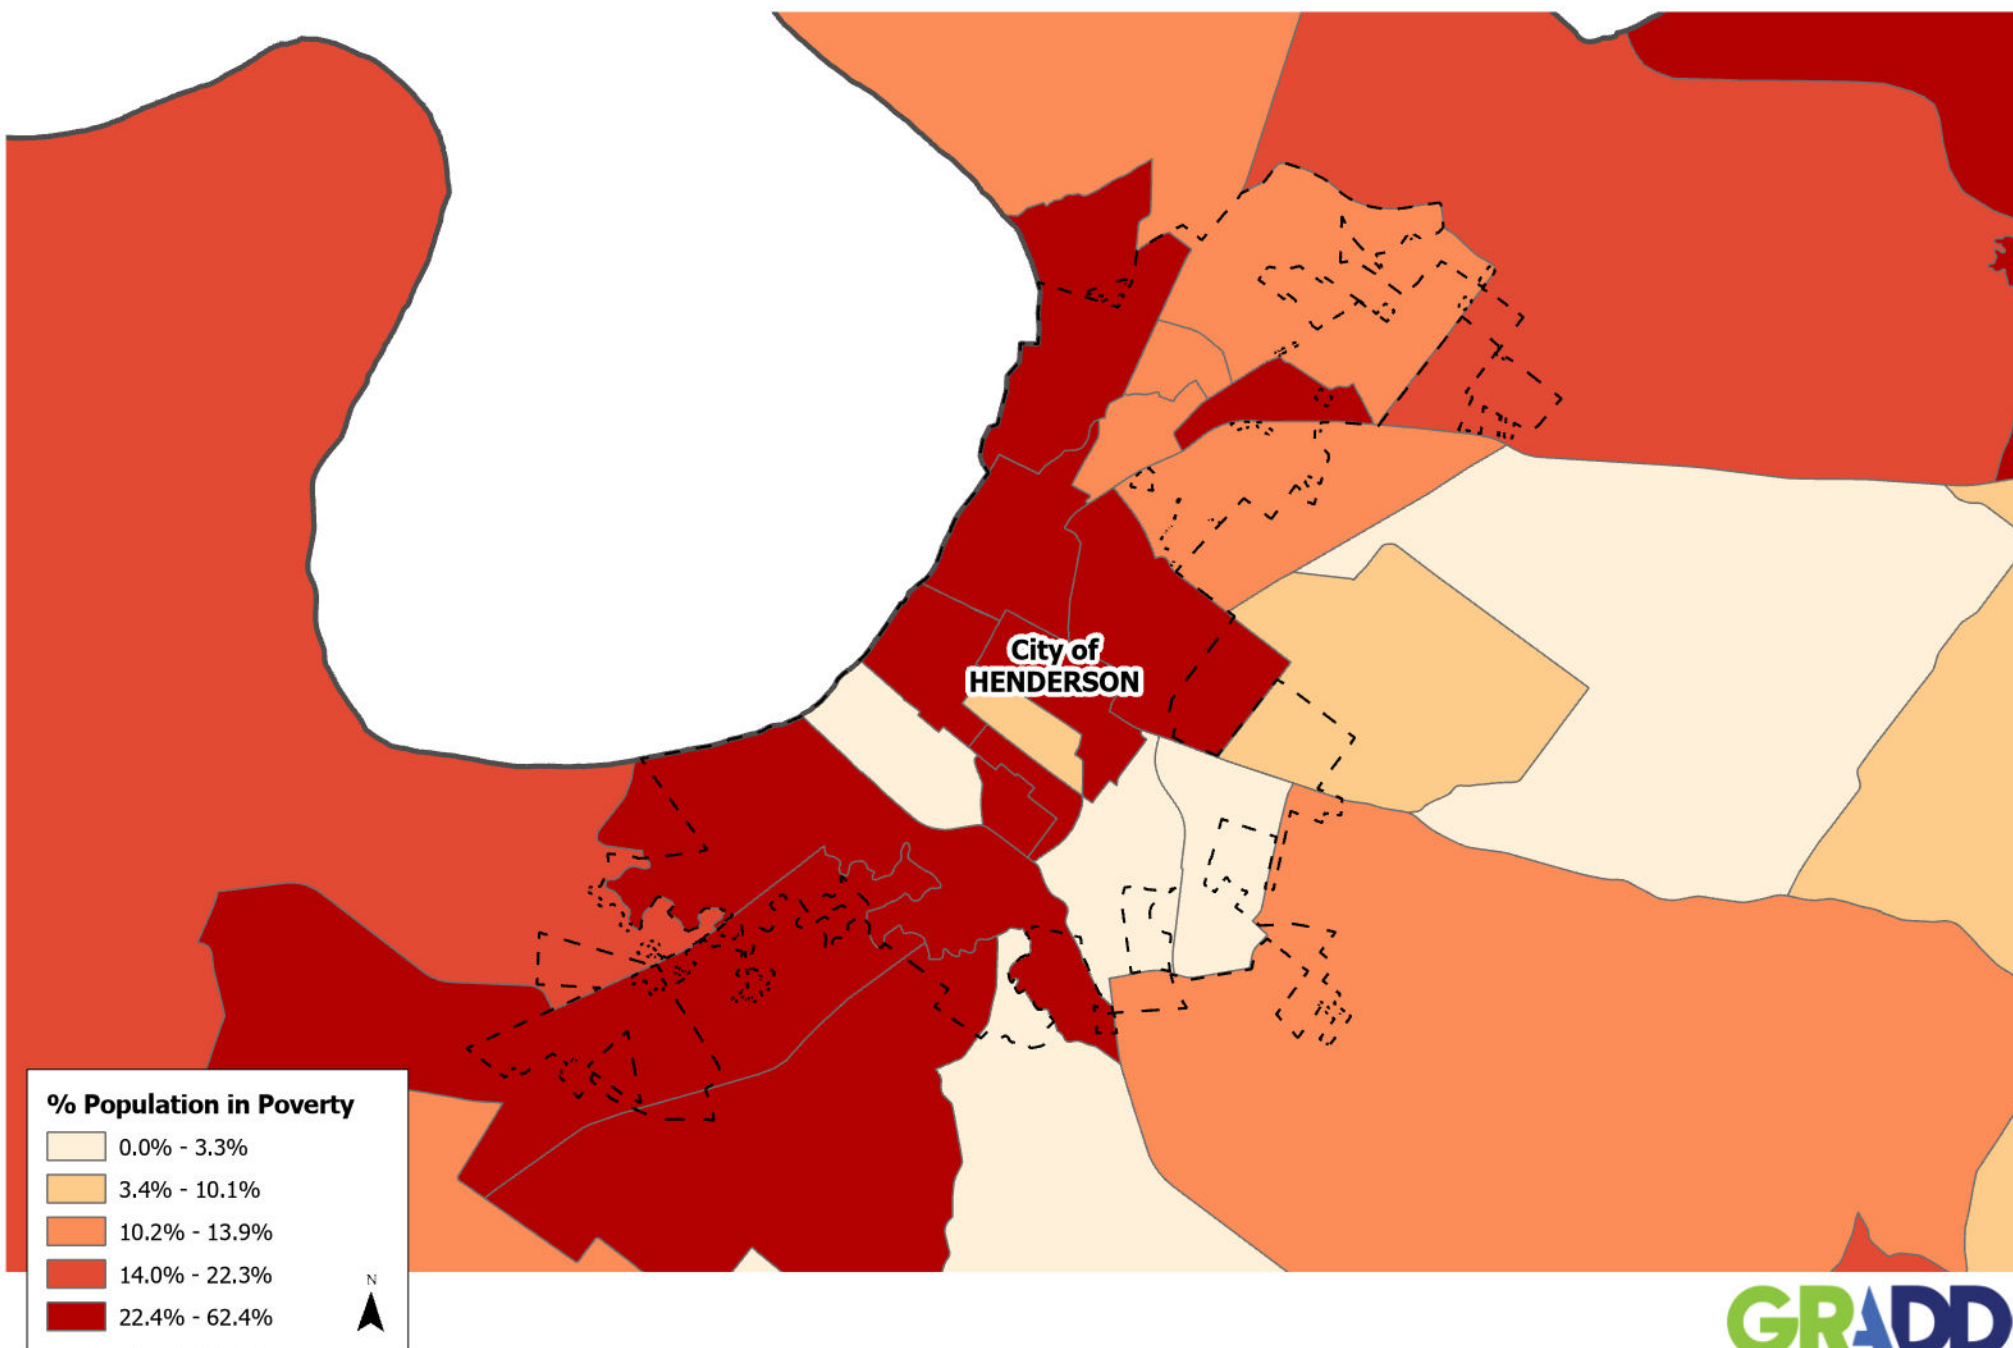 City of
HENDERSON
% Population in Poverty
0.0% - 3.3%
3.4% - 10.1%
10.2% - 13.9%
14.0% - 22.3%
22.4% - 62.4%
N
GRADD